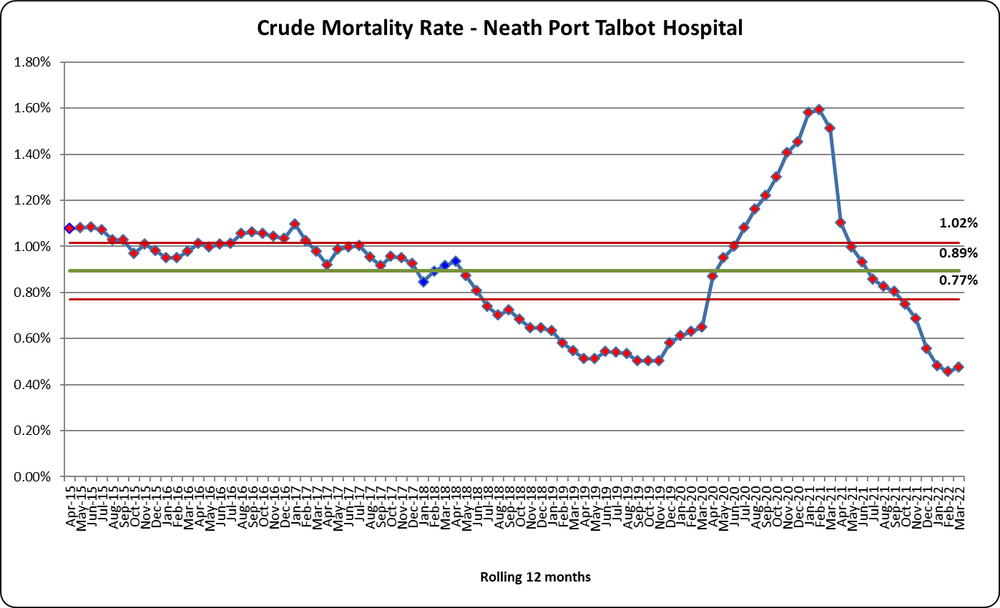 Crude Mortality Rate - Neath Port Talbot Hospital
1.80%
1.60%
1.40%
1.20%
1.00%
0.80%
0.60%
0.40%
0.20%
0.00%
1.02%
0.89%
0.77%
Apr-15
May-15
Jun-15
Jul-15
Aug-15
Sep-15
Oct-15
Nov-15
Dec-15
Jan-16
Feb-16
Mar-16
Apr-16
May-16
Jun-16
Jul-16
Aug-16
Sep-16
Oct-16
Nov-16
Dec-16
Jan-17
Feb-17
Mar-17
Apr-17
May-17
Jun-17
Jul-17
Aug-17
Sep-17
Oct-17
Nov-17
Dec-17
Jan-18
Feb-18
Mar-18
Apr-18
May-18
Jun-18
Jul-18
Aug-18
Sep-18
Oct-18
Nov-18
Dec-18
Jan-19
Feb-19
Mar-19
Apr-19
May-19
Jun-19
Jul-19
Aug-19
Sep-19
Oct-19
Nov-19
Dec-19
Jan-20
Feb-20
Mar-20
Apr-20
May-20
Jun-20
Jul-20
Aug-20
Sep-20
Oct-20
Nov-20
Dec-20
Jan-21
Feb-21
Mar-21
Apr-21
May-21
Jun-21
Jul-21
Aug-21
Sep-21
Oct-21
Nov-21
Dec-21
Jan-22
Feb-22
Mar-22
Rolling 12 months